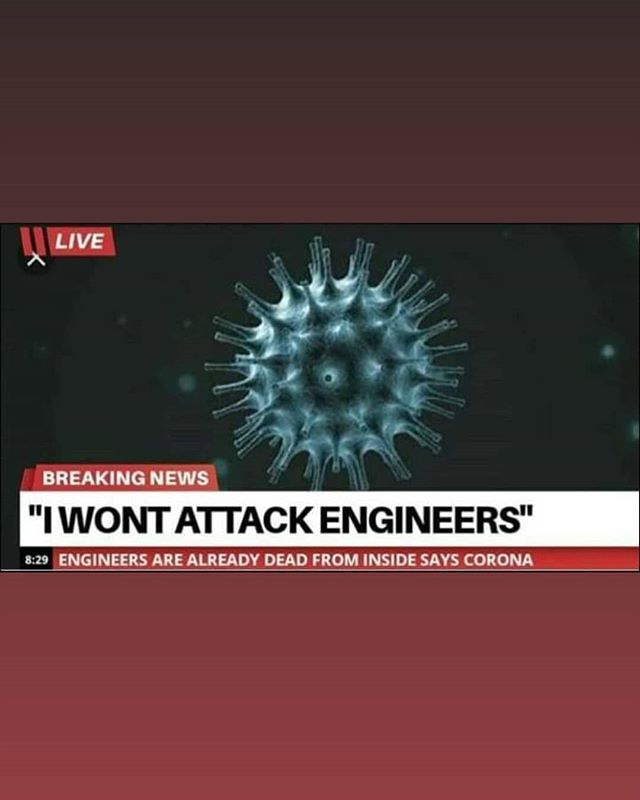 LIVE
BREAKING NEWS
"I WONT ATTACK ENGINEERS"
8:29 ENGINEERS ARE ALREADY DEAD FROM INSIDE SAYS CORONA